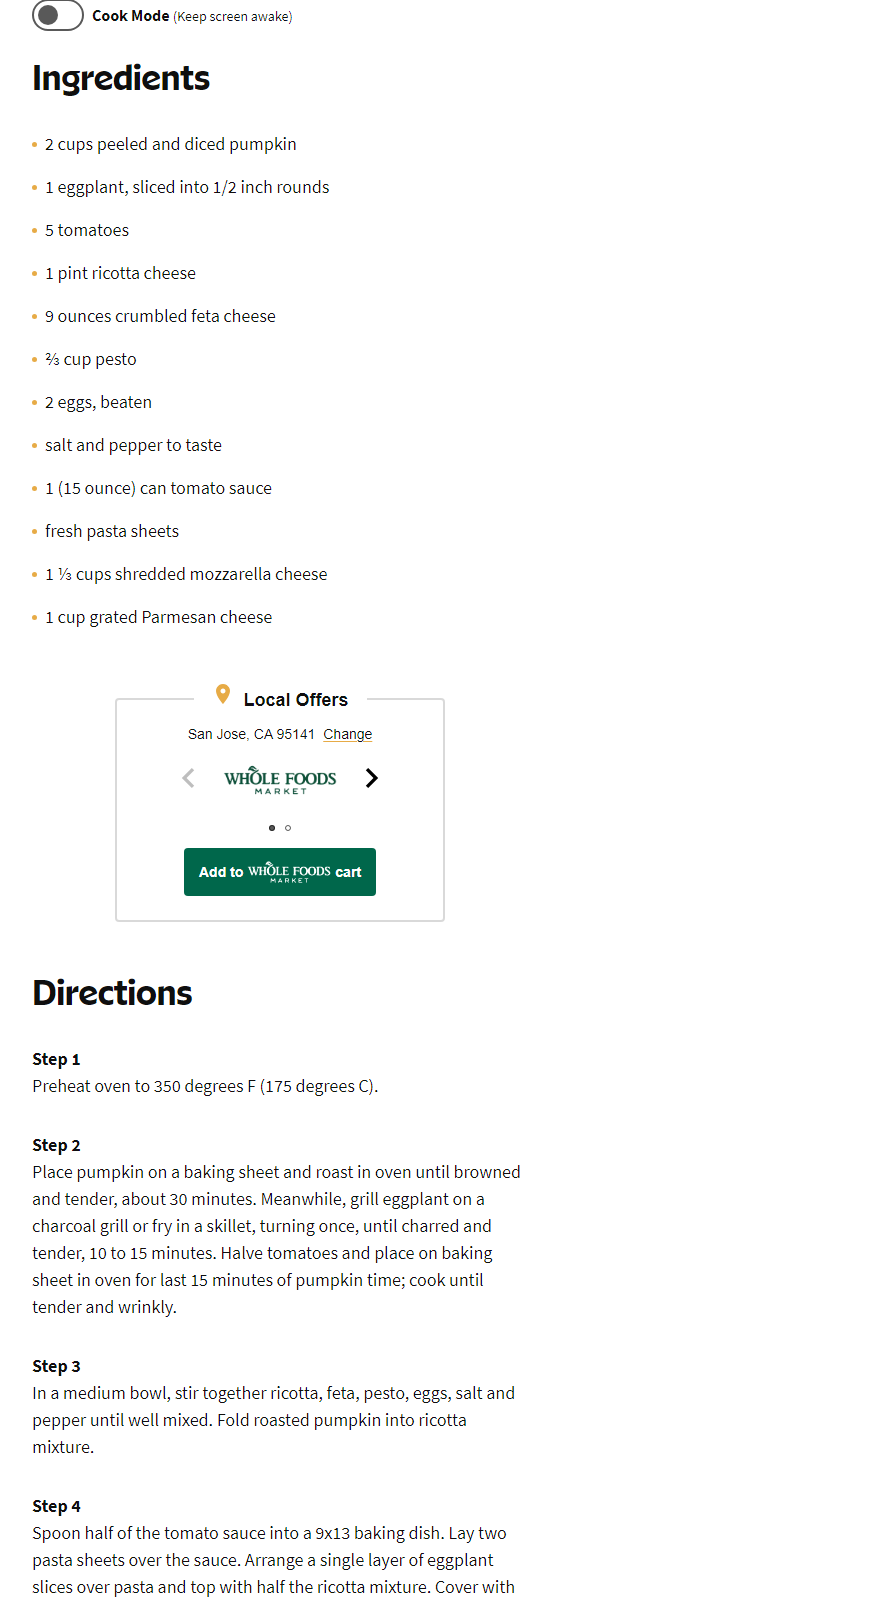 Cook Mode (Keep screen awake)
Ingredients
2 cups peeled and diced pumpkin
1 eggplant, sliced into 1/2 inch rounds
5 tomatoes
1 pint ricotta cheese
9 ounces crumbled feta cheese
⅔ cup pesto
2 eggs, beaten
salt and pepper to taste
1 (15 ounce) can tomato sauce
fresh pasta sheets
1 ⅓ cups shredded mozzarella cheese
1 cup grated Parmesan cheese
Local Offers
San Jose, CA 95141 Change
WHOLE FOODS
MARKET
Add to WHOLE FOODS MARKET cart
Directions
Step 1
Preheat oven to 350 degrees F (175 degrees C).
Step 2
Place pumpkin on a baking sheet and roast in oven until browned
and tender, about 30 minutes. Meanwhile, grill eggplant on a
charcoal grill or fry in a skillet, turning once, until charred and
tender, 10 to 15 minutes. Halve tomatoes and place on baking
sheet in oven for last 15 minutes of pumpkin time; cook until
tender and wrinkly.
Step 3
In a medium bowl, stir together ricotta, feta, pesto, eggs, salt and
pepper until well mixed. Fold roasted pumpkin into ricotta
mixture.
Step 4
Spoon half of the tomato sauce into a 9x13 baking dish. Lay two
pasta sheets over the sauce. Arrange a single layer of eggplant
slices over pasta and top with half the ricotta mixture. Cover with